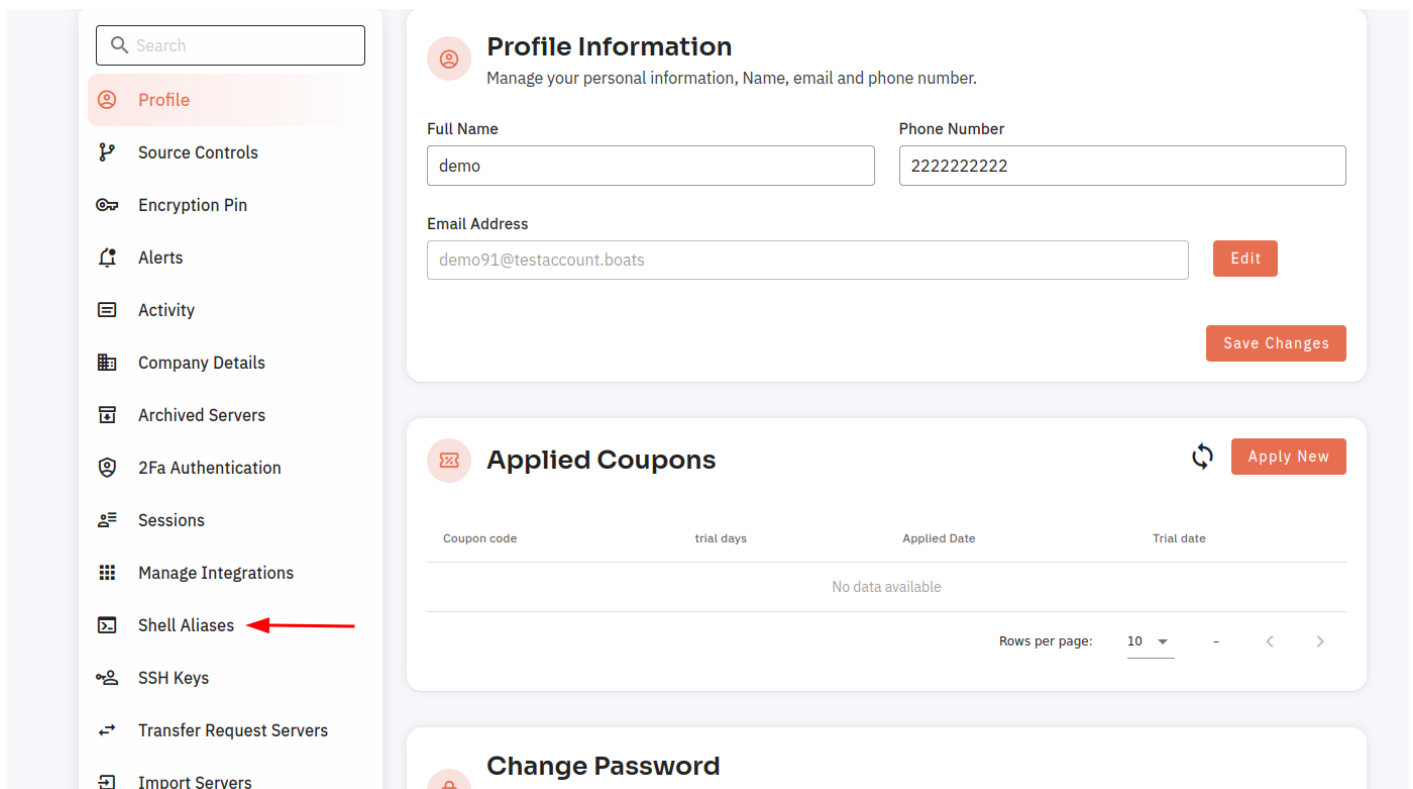 Search
Profile
Source Controls
Encryption Pin
Alerts
Activity
Company Details
Archived Servers
2Fa Authentication
Sessions
Manage Integrations
Shell Aliases
SSH Keys
Transfer Request Servers
Import Servers
Profile Information
Manage your personal information, Name, email and phone number.
Full Name
Phone Number
demo
2222222222
Email Address
demo91@testaccount.boats
Edit
Save Changes
Applied Coupons
Apply New
Coupon code trial days Applied Date Trial date
No data available
Rows per page: 10 -
Change Password